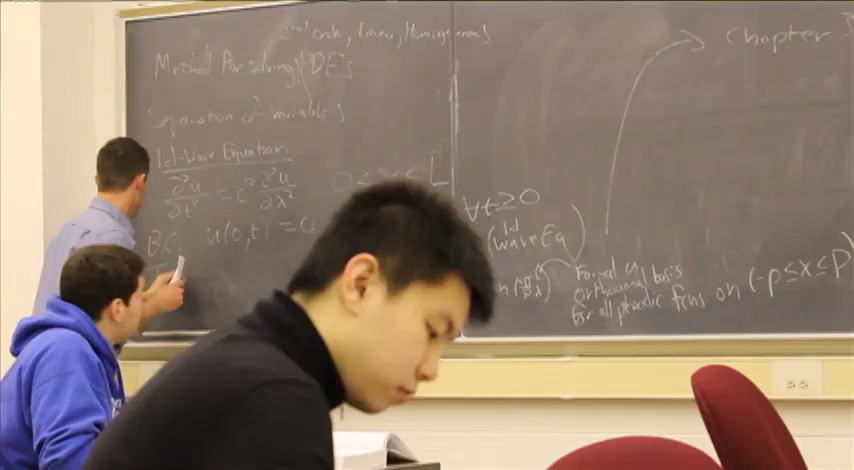 2nd order, Linear, Homogeneous
Method for solving PDEs
Separation of variables
1d-Wave Equation
∂²u/∂t² = c² ∂²u/∂x² 0<x<L
B.C. u(0,t) = 0
∀t≥0
(1d Wave Eq)
Formed an
orthogonal basis
for all periodic fcns on (-p≤x≤p)
Chapter